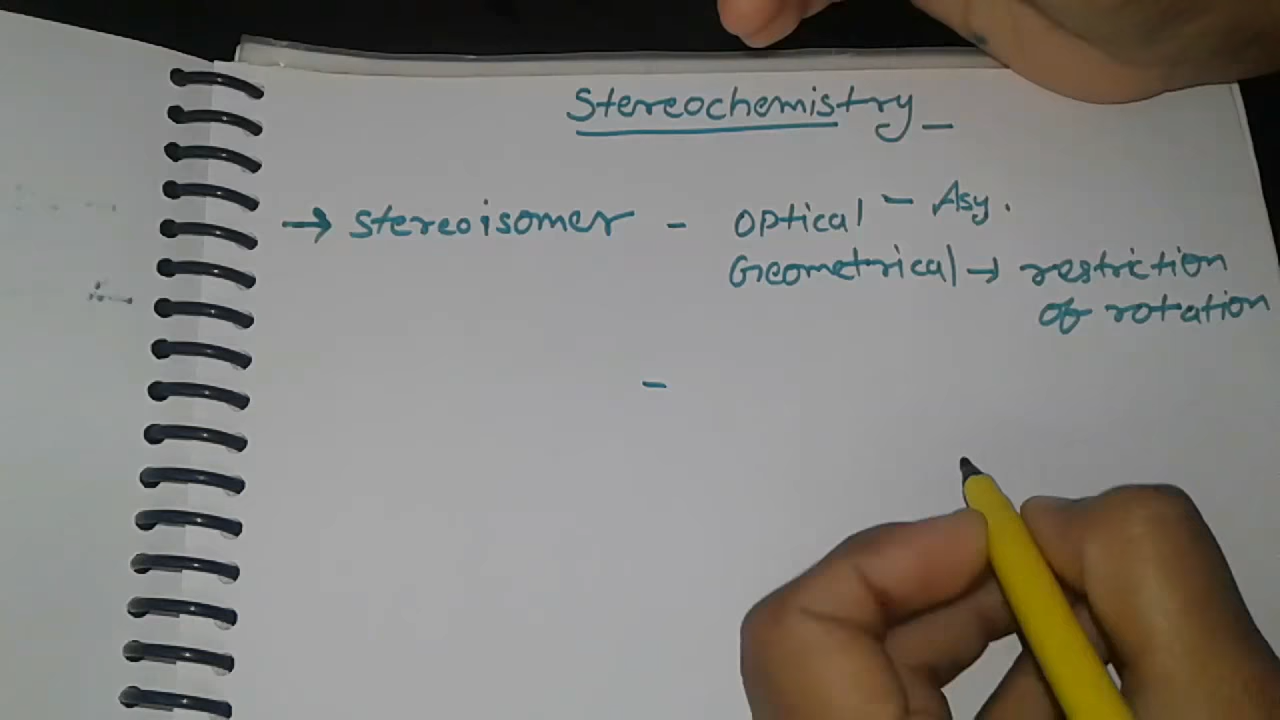 Stereochemistry -
→ Stereoisomer - Optical - Asy.
Geometrical → restriction
of rotation
-